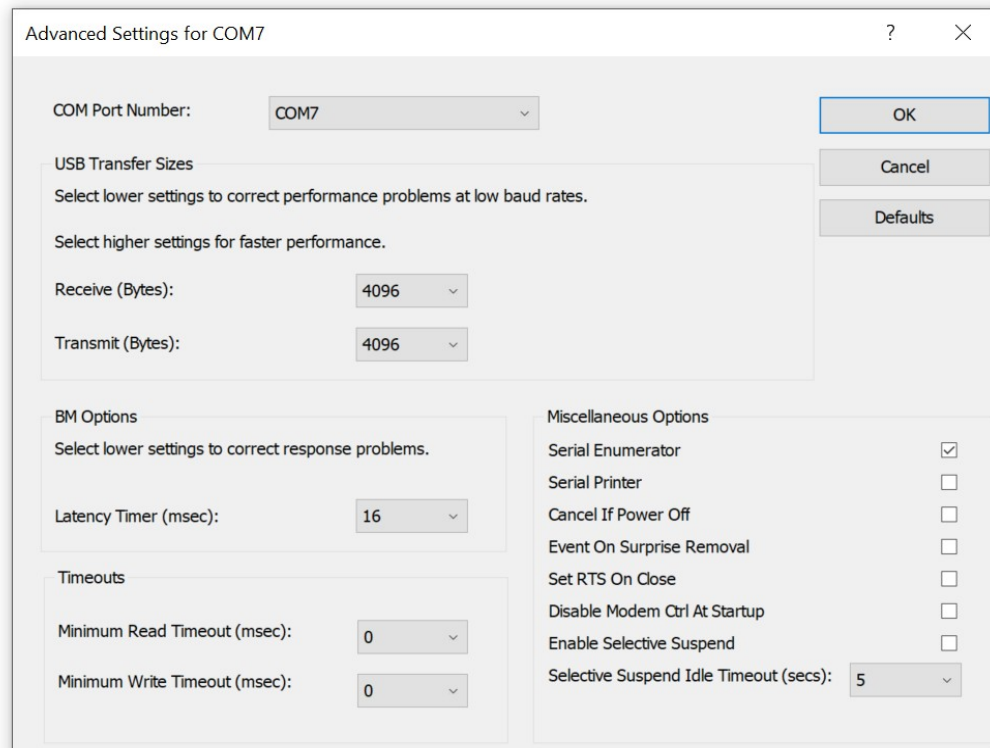 Advanced Settings for COM7
?
COM Port Number:
COM7
OK
Cancel
Defaults
USB Transfer Sizes
Select lower settings to correct performance problems at low baud rates.
Select higher settings for faster performance.
Receive (Bytes):
4096
Transmit (Bytes):
4096
BM Options
Select lower settings to correct response problems.
Latency Timer (msec):
16
Timeouts
Minimum Read Timeout (msec):
0
Minimum Write Timeout (msec):
0
Miscellaneous Options
Serial Enumerator
Serial Printer
Cancel If Power Off
Event On Surprise Removal
Set RTS On Close
Disable Modem Ctrl At Startup
Enable Selective Suspend
Selective Suspend Idle Timeout (secs):
5